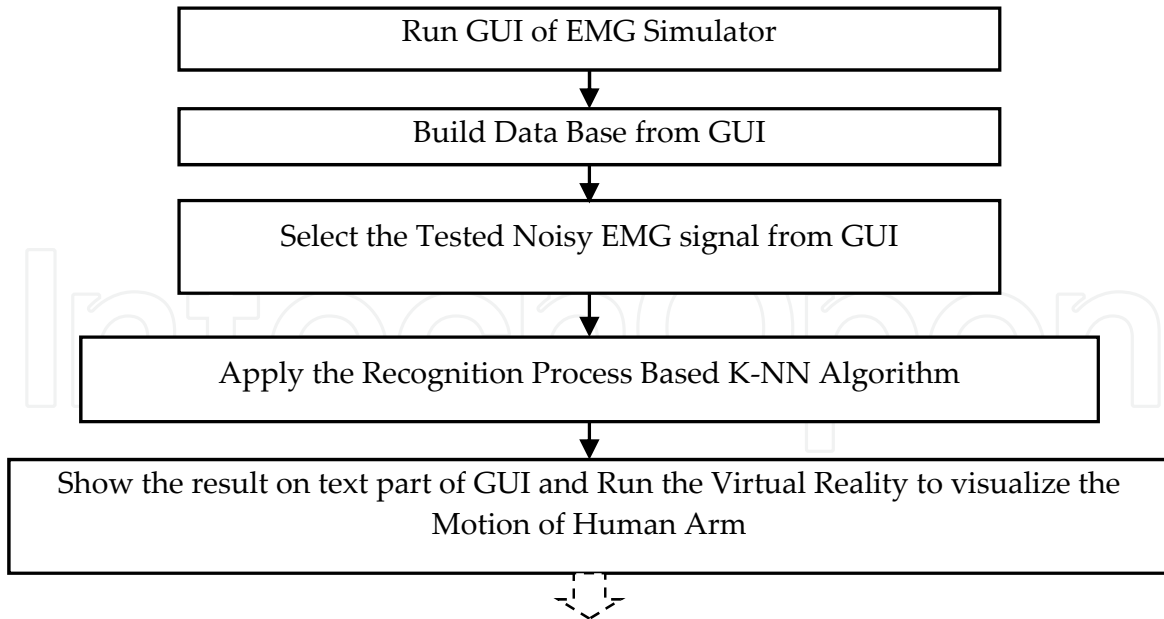 Run GUI of EMG Simulator
Build Data Base from GUI
Select the Tested Noisy EMG signal from GUI
Apply the Recognition Process Based K-NN Algorithm
Show the result on text part of GUI and Run the Virtual Reality to visualize the
Motion of Human Arm